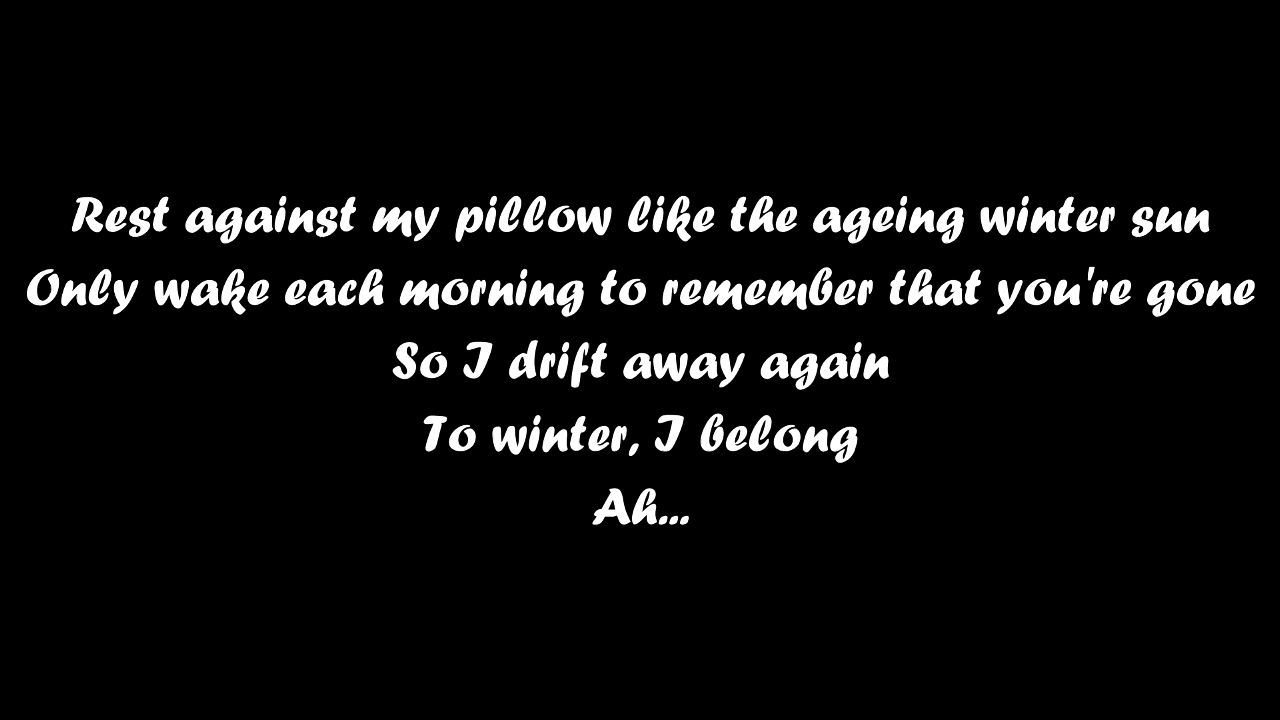 Rest against my pillow like the ageing winter sun
Only wake each morning to remember that you're gone
So I drift away again
To winter, I belong
Ah...